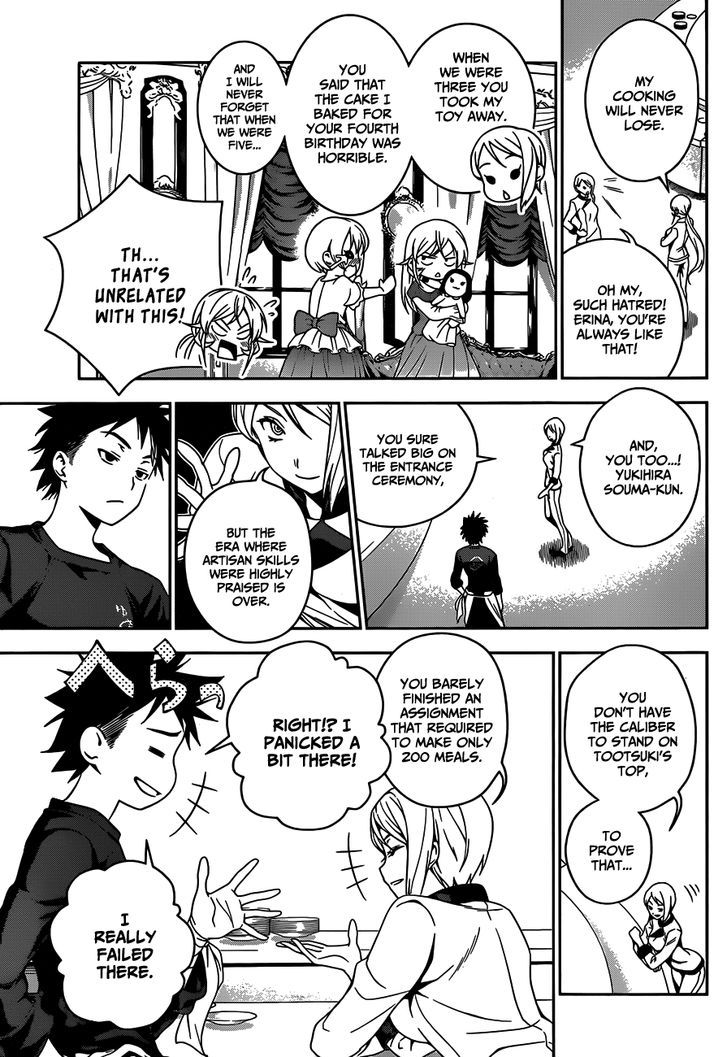 MY
COOKING
WILL NEVER
LOSE.
OH MY,
SUCH HATRED!
ERINA, YOU'RE
ALWAYS LIKE
THAT!
WHEN
WE WERE
THREE YOU
TOOK MY
TOY AWAY.
YOU
SAID THAT
THE CAKE I
BAKED FOR
YOUR FOURTH
BIRTHDAY WAS
HORRIBLE.
AND
I WILL
NEVER
FORGET
THAT WHEN
WE WERE
FIVE...
TH...
THAT'S
UNRELATED
WITH THIS!
AND,
YOU TOO...!
YUKIHIRA
SOUMA-KUN.
YOU SURE
TALKED BIG
ON THE ENTRANCE
CEREMONY,
BUT THE
ERA WHERE
ARTISAN SKILLS
WERE HIGHLY
PRAISED IS
OVER.
YOU
DON'T HAVE
THE CALIBER
TO STAND ON
TOOTSUKI'S
TOP,
TO
PROVE
THAT...
YOU BARELY
FINISHED AN
ASSIGNMENT
THAT REQUIRED
TO MAKE ONLY
200 MEALS.
RIGHT!? I
PANICKED A
BIT THERE!
へらっ
I
REALLY
FAILED
THERE.